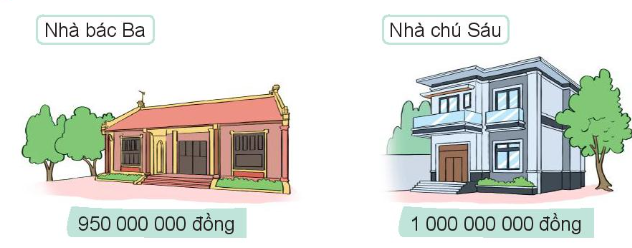 Nhà bác Ba
Nhà chú Sáu
950 000 000 đồng
1 000 000 000 đồng